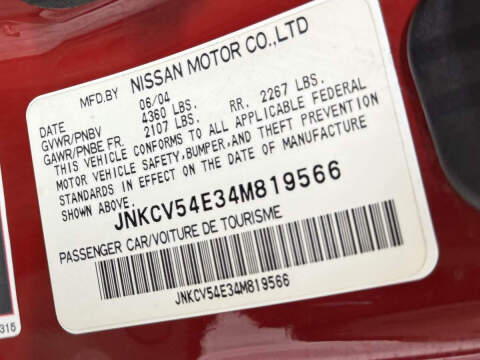 MFD.BY NISSAN MOTOR CO.,LTD
DATE 06/04
GVWR/PNBV 4360 LBS.
GAWR/PNBE FR. 2107 LBS. RR. 2267 LBS.
THIS VEHICLE CONFORMS TO ALL APPLICABLE FEDERAL
MOTOR VEHICLE SAFETY,BUMPER,AND THEFT PREVENTION
STANDARDS IN EFFECT ON THE DATE OF MANUFACTURE
SHOWN ABOVE.
JNKCV54E34M819566
PASSENGER CAR/VOITURE DE TOURISME
JNKCV54E34M819566